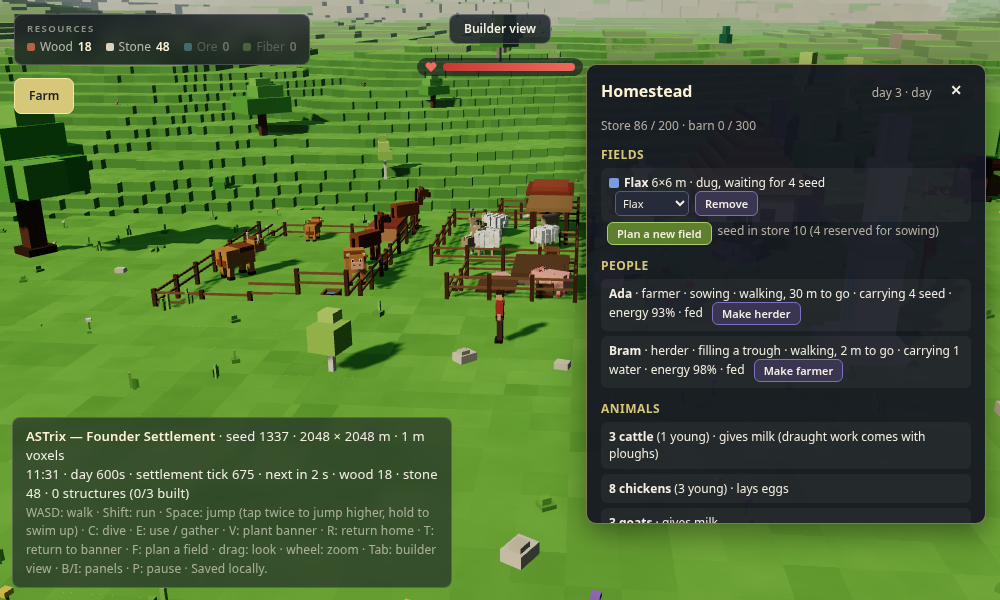 RESOURCES
Wood 18 Stone 48 Ore 0 Fiber 0
Farm
Builder view
Homestead
day 3 · day ×
Store 86 / 200 · barn 0 / 300
FIELDS
Flax 6×6 m · dug, waiting for 4 seed
Flax Remove
Plan a new field seed in store 10 (4 reserved for sowing)
PEOPLE
Ada · farmer · sowing · walking, 30 m to go · carrying 4 seed ·
energy 93% · fed Make herder
Bram · herder · filling a trough · walking, 2 m to go · carrying 1
water · energy 98% · fed Make farmer
ANIMALS
3 cattle (1 young) · gives milk (draught work comes with
ploughs)
8 chickens (3 young) · lays eggs
3 goats · gives milk
ASTrix — Founder Settlement · seed 1337 · 2048 × 2048 m · 1 m
voxels
11:31 · day 600s · settlement tick 675 · next in 2 s · wood 18 · stone
48 · 0 structures (0/3 built)
WASD: walk · Shift: run · Space: jump (tap twice to jump higher, hold to
swim up) · C: dive · E: use / gather · V: plant banner · R: return home · T:
return to banner · F: plan a field · drag: look · wheel: zoom · Tab: builder
view · B/I: panels · P: pause · Saved locally.